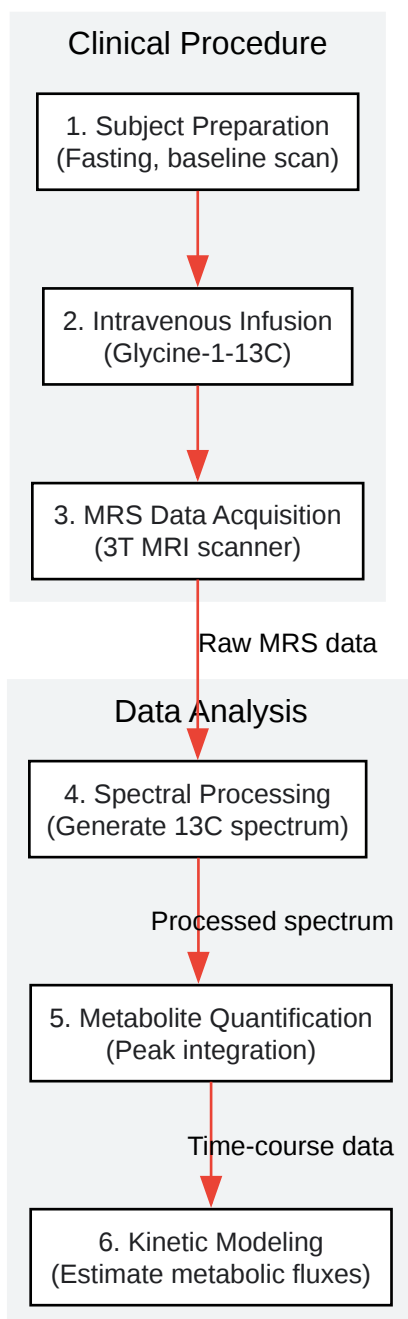 Clinical Procedure
1. Subject Preparation
(Fasting, baseline scan)
2. Intravenous Infusion
(Glycine-1-13C)
3. MRS Data Acquisition
(3T MRI scanner)
Raw MRS data
Data Analysis
4. Spectral Processing
(Generate 13C spectrum)
Processed spectrum
5. Metabolite Quantification
(Peak integration)
Time-course data
6. Kinetic Modeling
(Estimate metabolic fluxes)